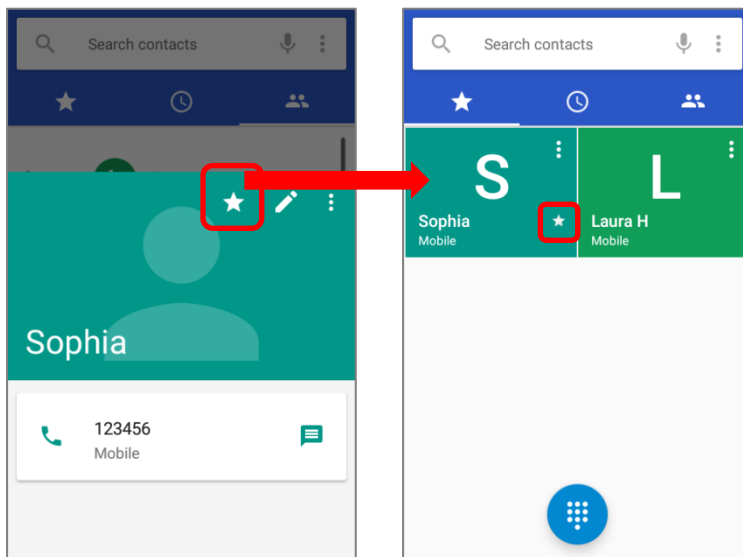 Search contacts
Sophia
123456
Mobile
Search contacts
S
Sophia
Mobile
L
Laura H
Mobile